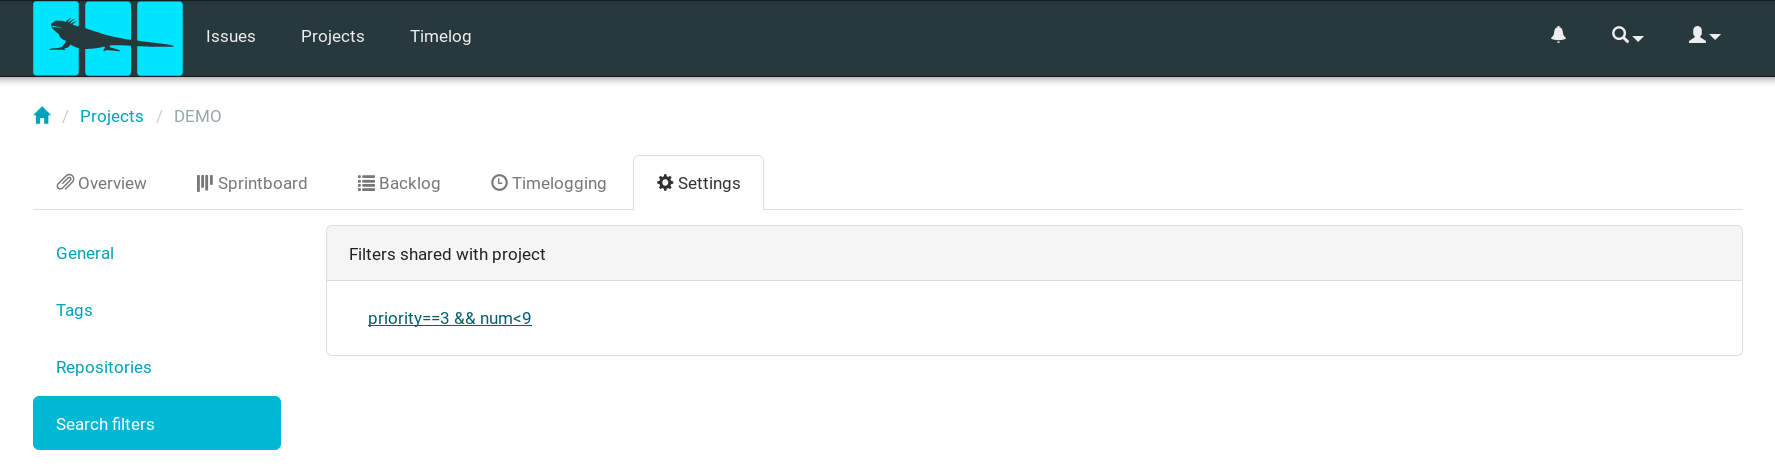 Issues Projects Timelog
/ Projects / DEMO
Overview Sprintboard Backlog Timelogging Settings
General
Tags
Repositories
Search filters
Filters shared with project
priority==3 && num<9